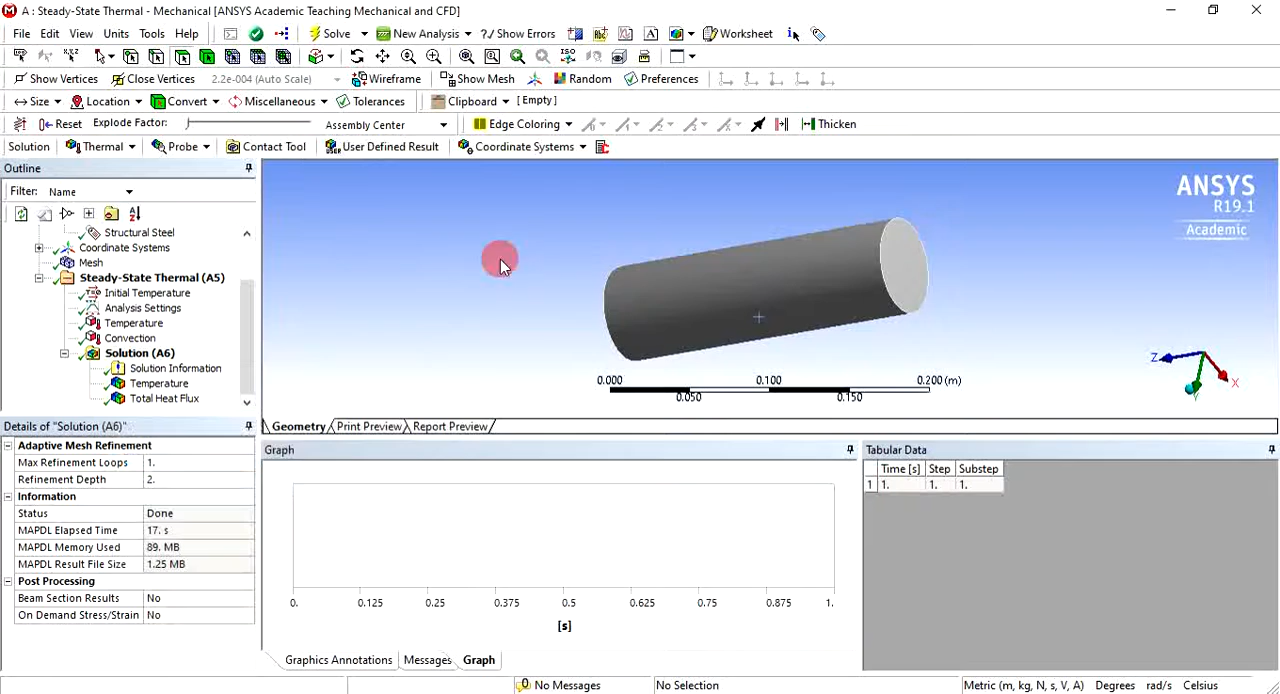 A : Steady-State Thermal - Mechanical [ANSYS Academic Teaching Mechanical and CFD]
File Edit View Units Tools Help Solve New Analysis ?/ Show Errors Worksheet
Show Vertices Close Vertices 2.2e-004 (Auto Scale) Wireframe Show Mesh Random Preferences
Size Location Convert Miscellaneous Tolerances Clipboard [ Empty ]
Reset Explode Factor: Assembly Center Edge Coloring Thicken
Solution Thermal Probe Contact Tool User Defined Result Coordinate Systems
Outline
Filter: Name
Structural Steel
Coordinate Systems
Mesh
Steady-State Thermal (A5)
Initial Temperature
Analysis Settings
Temperature
Convection
Solution (A6)
Solution Information
Temperature
Total Heat Flux
ANSYS
R19.1
Academic
0.000 0.100 0.200 (m)
0.050 0.150
Z
X
Y
Geometry Print Preview Report Preview
Details of "Solution (A6)"
Adaptive Mesh Refinement
Max Refinement Loops 1.
Refinement Depth 2.
Information
Status Done
MAPDL Elapsed Time 17. s
MAPDL Memory Used 89. MB
MAPDL Result File Size 1.25 MB
Post Processing
Beam Section Results No
On Demand Stress/Strain No
Graph
0. 0.125 0.25 0.375 0.5 0.625 0.75 0.875 1.
[s]
Graphics Annotations Messages Graph
Tabular Data
Time [s] Step Substep
1 1. 1. 1.
0 No Messages No Selection Metric (m, kg, N, s, V, A) Degrees rad/s Celsius